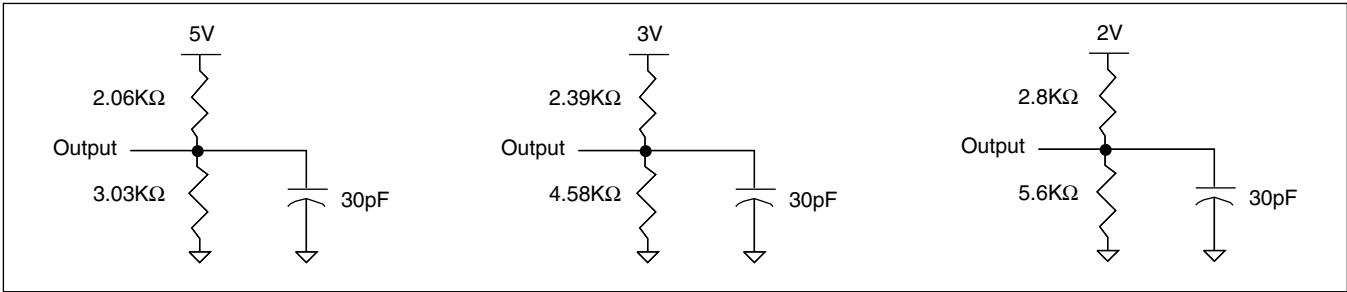 5V
2.06KΩ
Output
3.03KΩ
30pF
3V
2.39KΩ
Output
4.58KΩ
30pF
2V
2.8KΩ
Output
5.6KΩ
30pF